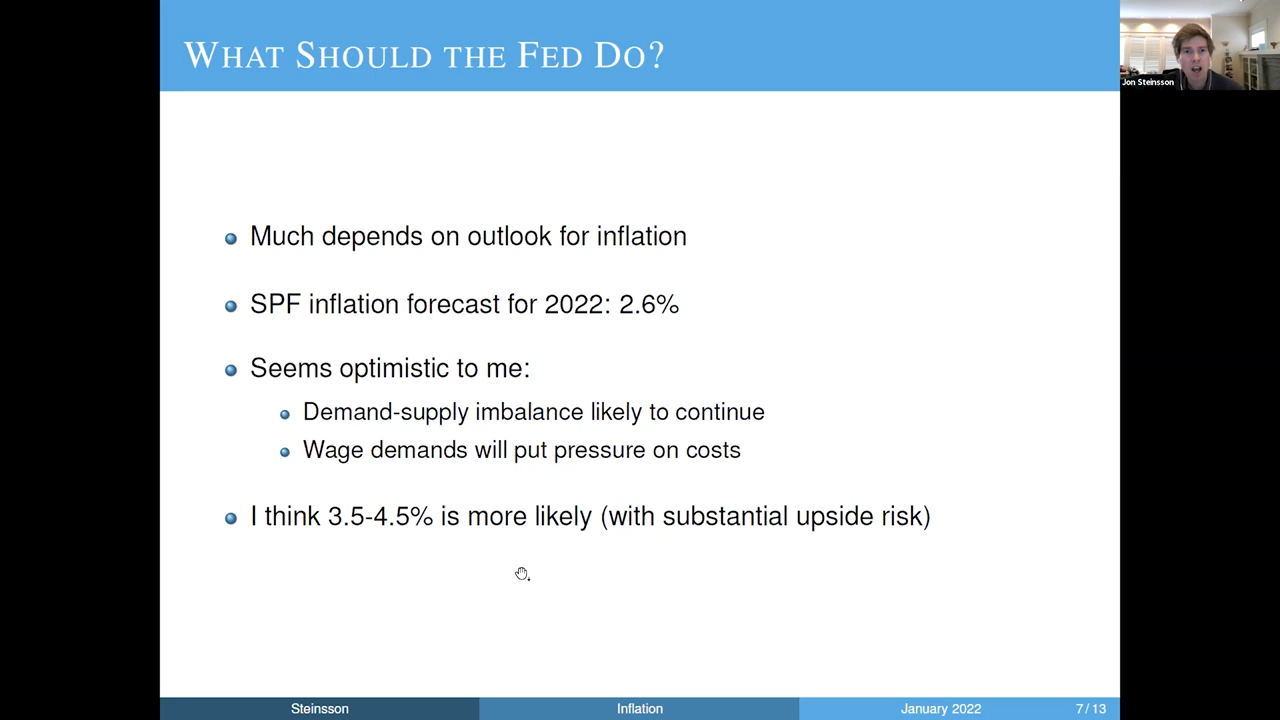 WHAT SHOULD THE FED DO?
Jon Steinsson
Much depends on outlook for inflation
SPF inflation forecast for 2022: 2.6%
Seems optimistic to me:
Demand-supply imbalance likely to continue
Wage demands will put pressure on costs
I think 3.5-4.5% is more likely (with substantial upside risk)
Steinsson Inflation January 2022 7 / 13